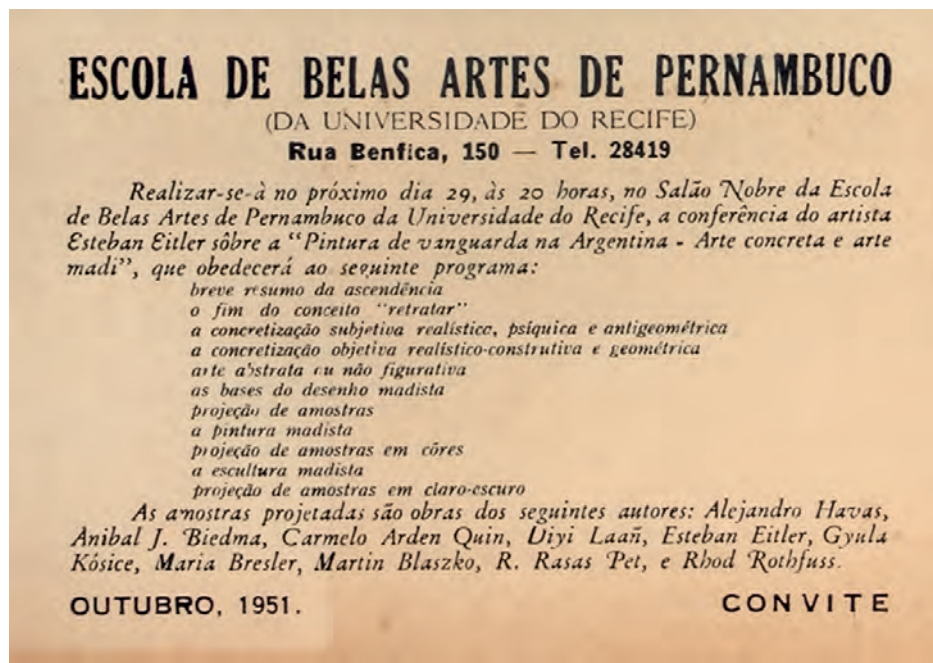 ESCOLA DE BELAS ARTES DE PERNAMBUCO
(DA UNIVERSIDADE DO RECIFE)
Rua Benfica, 150 — Tel. 28419
Realizar-se-à no próximo dia 29, às 20 horas, no Salão Nobre da Escola
de Belas Artes de Pernambuco da Universidade do Recife, a conferência do artista
Esteban Eitler sôbre a "Pintura de vanguarda na Argentina - Arte concreta e arte
madi", que obedecerá ao seguinte programa:
breve resumo da ascendência
o fim do conceito "retratar"
a concretização subjetiva realística, psíquica e antigeométrica
a concretização objetiva realístico-construtiva e geométrica
arte abstrata ou não figurativa
as bases do desenho madista
projeção de amostras
a pintura madista
projeção de amostras em côres
a escultura madista
projeção de amostras em claro-escuro
As amostras projetadas são obras dos seguintes autores: Alejandro Havas,
Anibal J. Biedma, Carmelo Arden Quin, Diyi Laañ, Esteban Eitler, Gyula
Kósice, Maria Bresler, Martin Blaszko, R. Rasas Pet, e Rhod Rothfuss.
OUTUBRO, 1951.
CONVITE